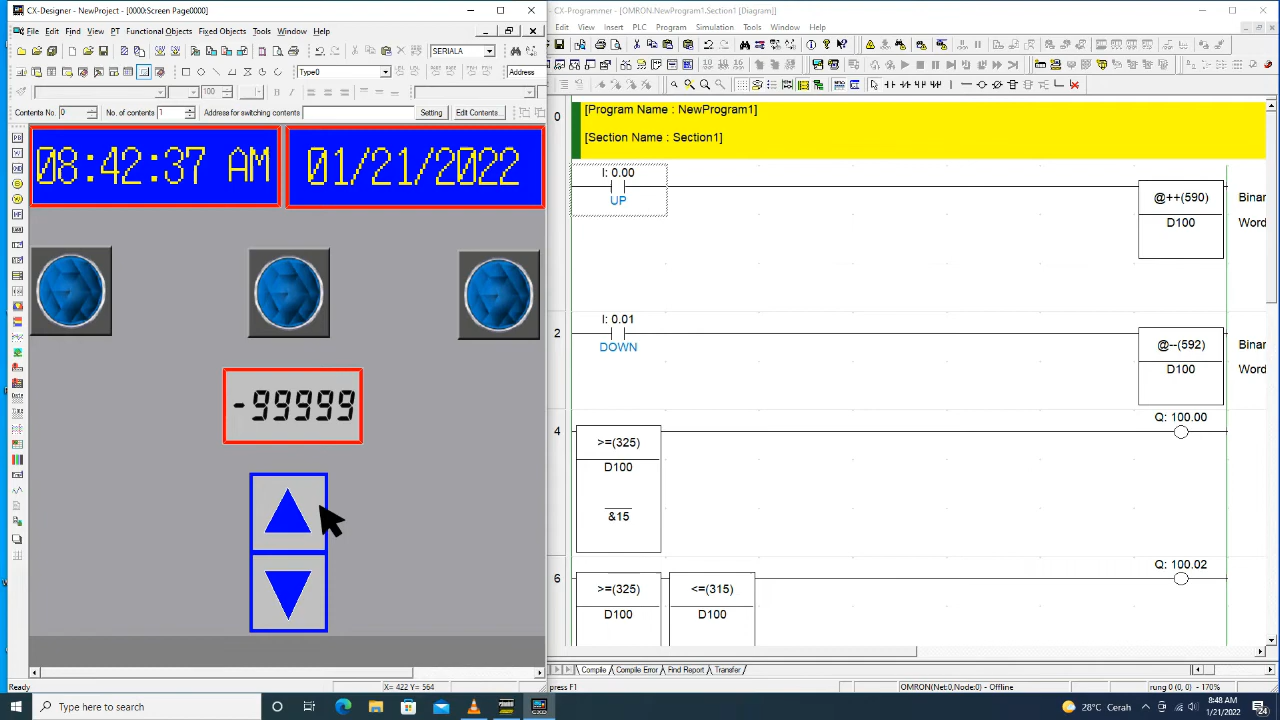 CX-Designer - NewProject - [0000:Screen Page0000]
File Edit View PT Functional Objects Fixed Objects Tools Window Help
SERIALA
Type0
Address
100
Contents No. 0 No. of contents 1 Address for switching contents Setting Edit Contents...
08:42:37 AM
01/21/2022
-99999
Ready
X= 422 Y= 564
CX-Programmer - [OMRON.NewProgram1.Section1] [Diagram]
Edit View Insert PLC Program Simulation Tools Window Help
0
[Program Name : NewProgram1]
[Section Name : Section1]
I: 0.00
UP
@++(590)
D100
Binar
Word
2
I: 0.01
DOWN
@--(592)
D100
Binar
Word
4
>=(325)
D100
&15
Q: 100.00
6
>=(325)
D100
<=(315)
D100
Q: 100.02
Compile Compile Error Find Report Transfer
press F1
OMRON(Net:0,Node:0) - Offline
rung 0 (0, 0) - 170%
Type here to search
28°C Cerah
8:48 AM
1/21/2022
24